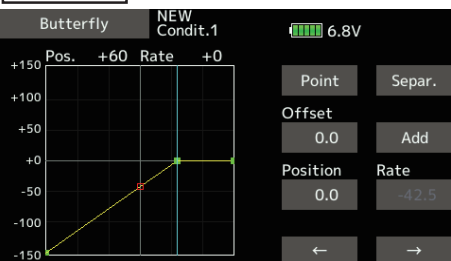 Butterfly
NEW
Condit.1
6.8V
Pos. +60 Rate +0
+150
+100
+50
+0
-50
-100
-150
Point
Separ.
Offset
0.0
Add
Position
Rate
0.0
-42.5
←
→